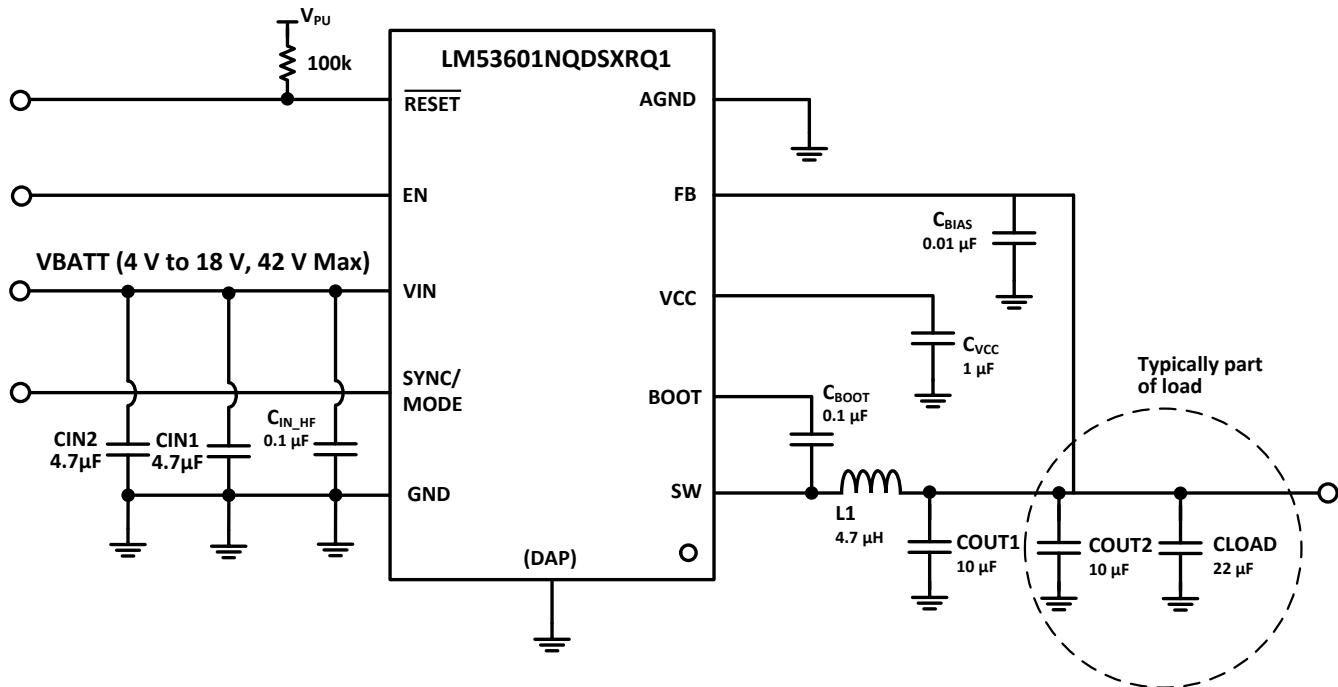 VPU
100k
LM53601NQDSXRQ1
RESET
AGND
EN
FB
CBIAS
0.01 µF
VBATT (4 V to 18 V, 42 V Max)
VIN
VCC
CVCC
1 µF
SYNC/
MODE
BOOT
CBOOT
0.1 µF
Typically part
of load
CIN2
4.7µF
CIN1
4.7µF
CIN_HF
0.1 µF
GND
SW
L1
4.7 µH
(DAP)
COUT1
10 µF
COUT2
10 µF
CLOAD
22 µF